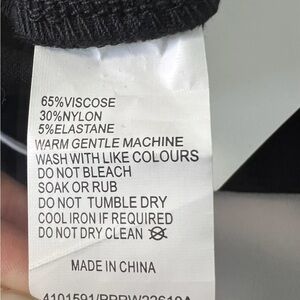 65%VISCOSE
30%NYLON
5%ELASTANE
WARM GENTLE MACHINE
WASH WITH LIKE COLOURS
DO NOT BLEACH
SOAK OR RUB
DO NOT TUMBLE DRY
COOL IRON IF REQUIRED
DO NOT DRY CLEAN
MADE IN CHINA